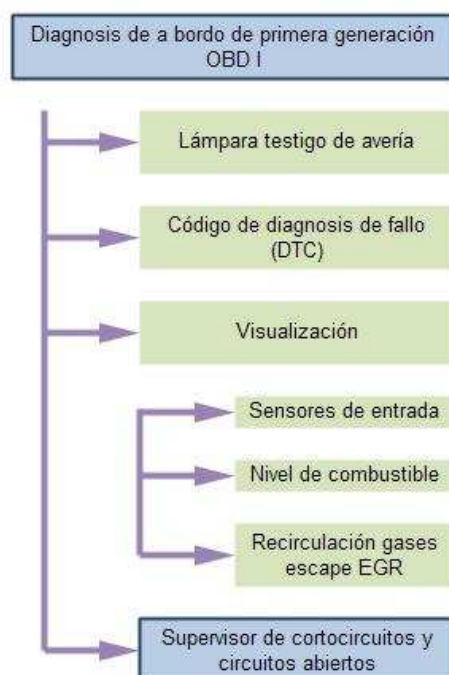 Diagnosis de a bordo de primera generación
OBD I
Lámpara testigo de avería
Código de diagnosis de fallo
(DTC)
Visualización
Sensores de entrada
Nivel de combustible
Recirculación gases
escape EGR
Supervisor de cortocircuitos y
circuitos abiertos